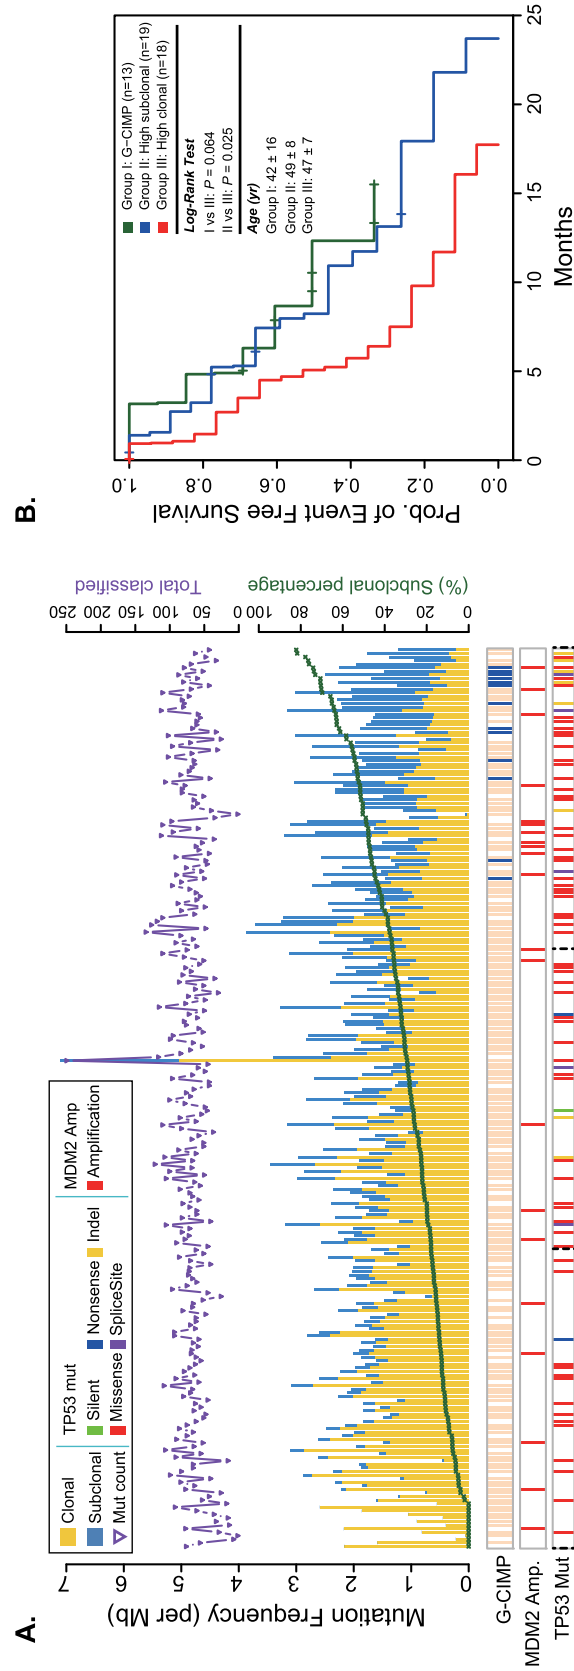 A.
Clonal
Subclonal
Mut count
TP53 mut
Silent
Nonsense
Indel
Missense
SpliceSite
MDM2 Amp
Amplification
Mutation Frequency (per Mb)
7
6
5
4
3
2
1
0
Total classified
250
200
150
100
50
0
(%) Subclonal percentage
100
80
60
40
20
0
G-CIMP
MDM2 Amp.
TP53 Mut
B.
Prob. of Event Free Survival
1.0
0.8
0.6
0.4
0.2
0.0
Group I: G−CIMP (n=13)
Group II: High subclonal (n=19)
Group III: High clonal (n=18)
Log-Rank Test
I vs III: P = 0.064
II vs III: P = 0.025
Age (yr)
Group I: 42 ± 16
Group II: 49 ± 8
Group III: 47 ± 7
0
5
10
15
20
25
Months